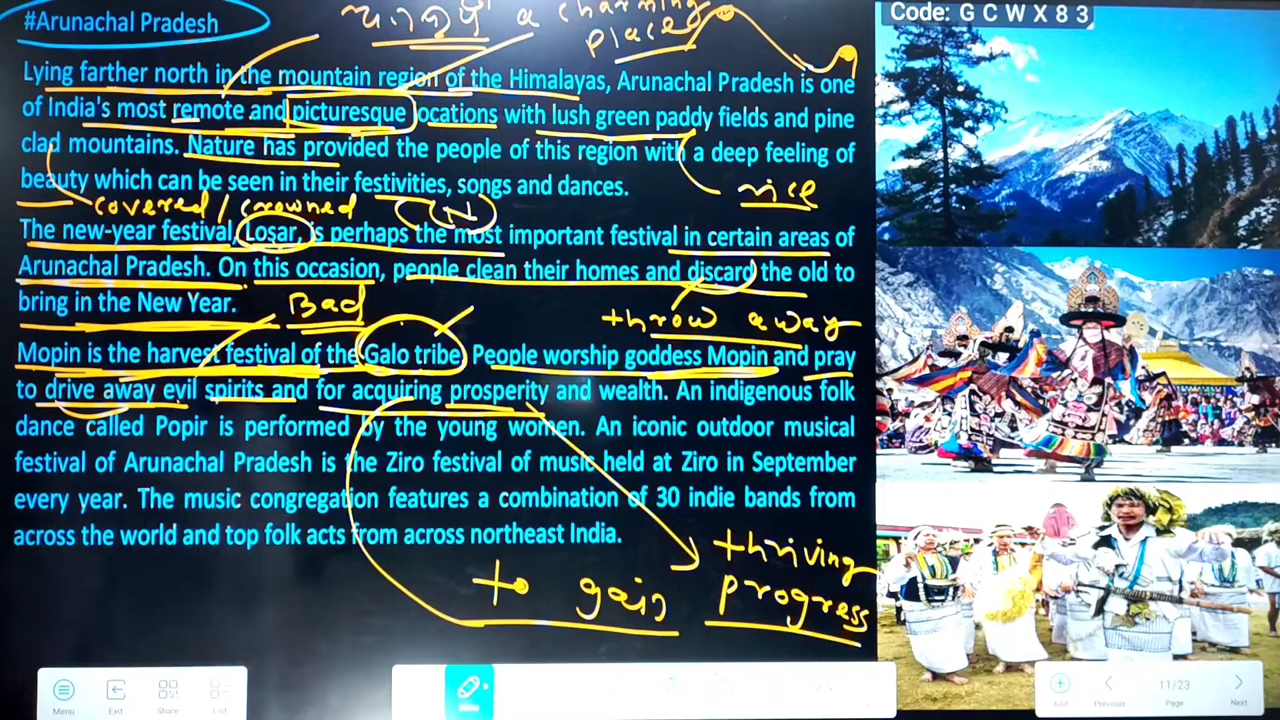 #Arunachal Pradesh
a charming
place
Code: G C W X 8 3
Lying farther north in the mountain region of the Himalayas, Arunachal Pradesh is one
of India's most remote and picturesque locations with lush green paddy fields and pine
clad mountains. Nature has provided the people of this region with a deep feeling of
beauty which can be seen in their festivities, songs and dances.
rice
covered / crowned
(N)
The new-year festival, Losar, is perhaps the most important festival in certain areas of
Arunachal Pradesh. On this occasion, people clean their homes and discard the old to
bring in the New Year.
Bad
throw away
Mopin is the harvest festival of the Galo tribe. People worship goddess Mopin and pray
to drive away evil spirits and for acquiring prosperity and wealth. An indigenous folk
dance called Popir is performed by the young women. An iconic outdoor musical
festival of Arunachal Pradesh is the Ziro festival of music held at Ziro in September
every year. The music congregation features a combination of 30 indie bands from
across the world and top folk acts from across northeast India.
thriving
to gain
progress
Menu
Exit
Share
Add
Previous
11/23
Page
Next